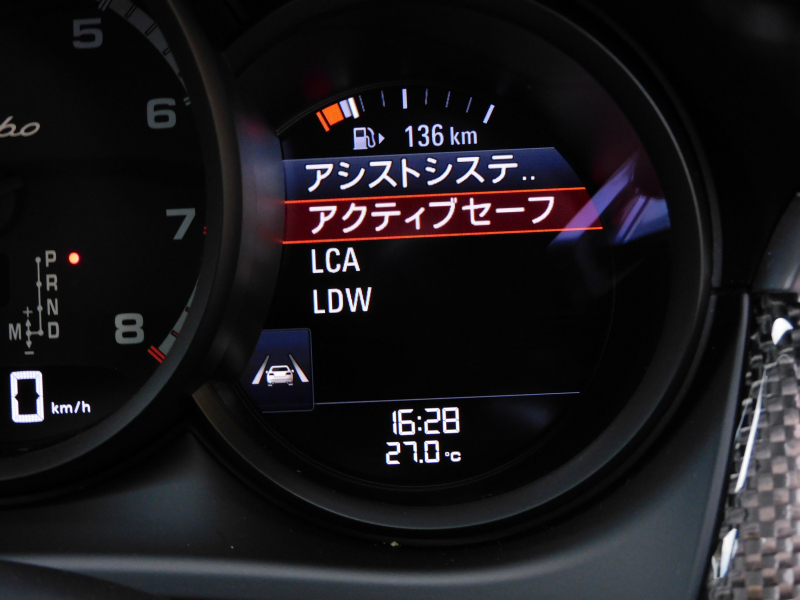 5
6
7
8
P
R
N
M D
+
-
0 km/h
136 km
アシストシステ..
アクティブセーフ
LCA
LDW
16:28
27.0 °C